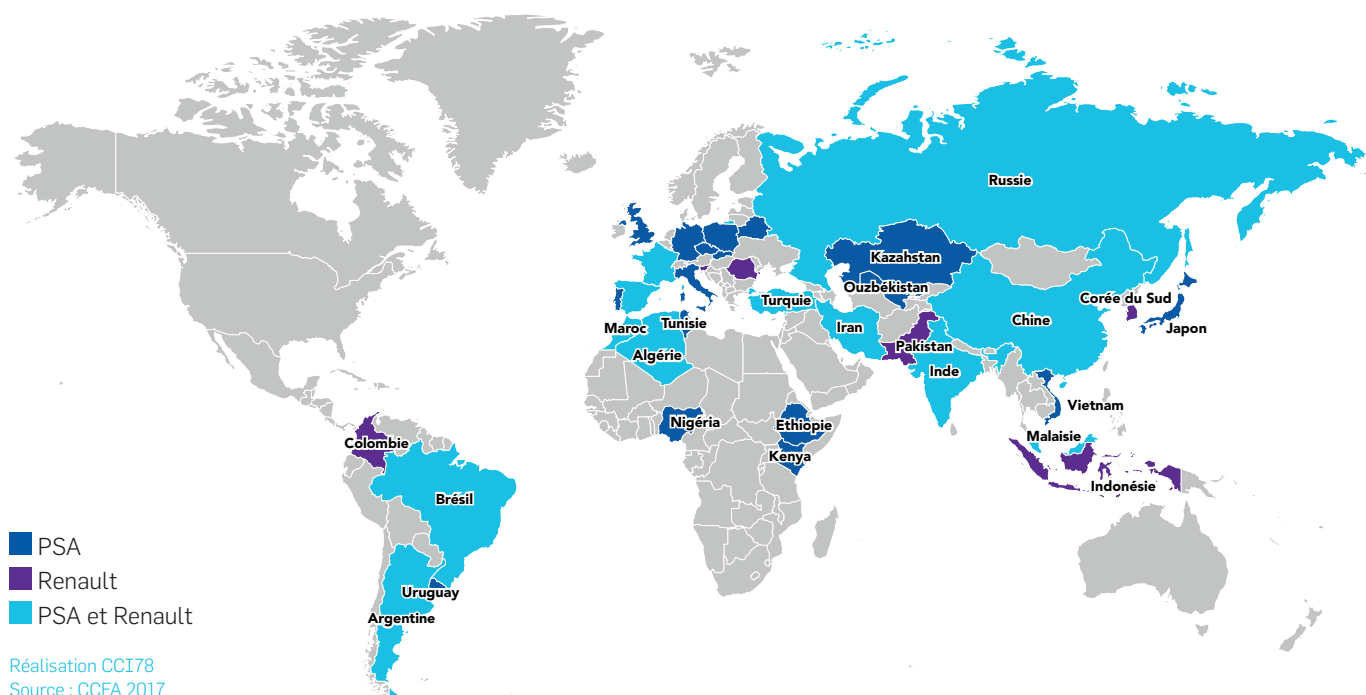 Russie
Kazahstan
Ouzbékistan
Turquie
Corée du Sud
Chine
Japon
Maroc
Tunisie
Iran
Pakistan
Algérie
Inde
Vietnam
Nigéria
Ethiopie
Malaisie
Kenya
Indonésie
Colombie
Brésil
Uruguay
Argentine
PSA
Renault
PSA et Renault
Réalisation CCI78
Source : CCFA 2017